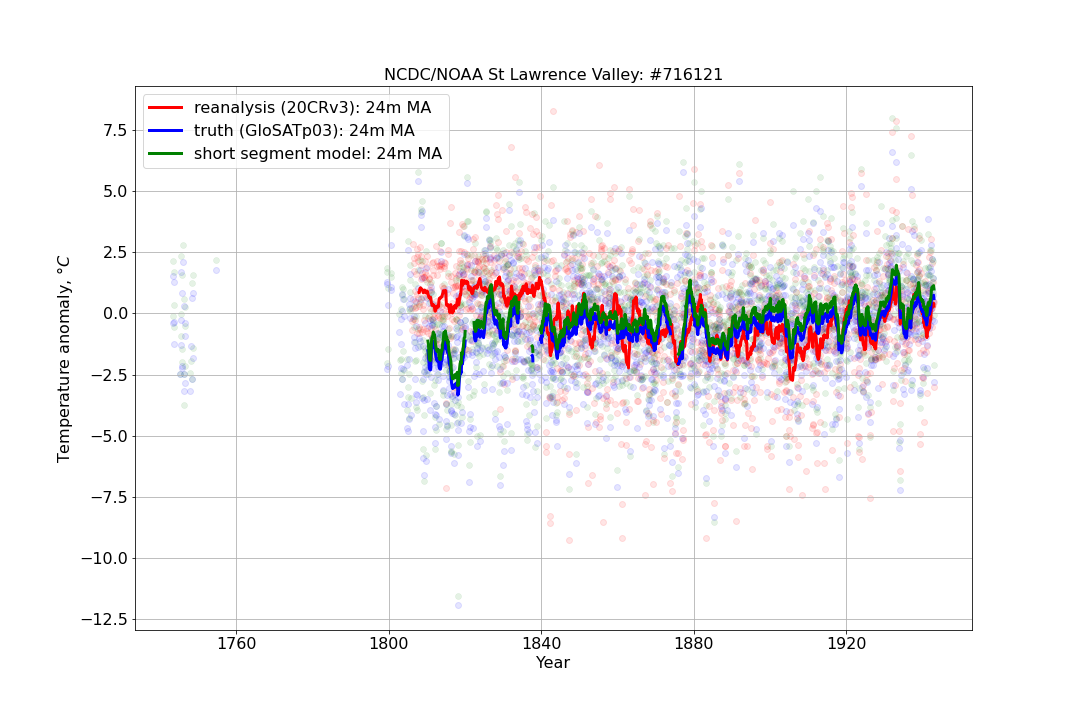 NCDC/NOAA St Lawrence Valley: #716121
reanalysis (20CRv3): 24m MA
truth (GloSATp03): 24m MA
short segment model: 24m MA
Temperature anomaly, °C
7.5
5.0
2.5
0.0
−2.5
−5.0
−7.5
−10.0
−12.5
1760
1800
1840
1880
1920
Year